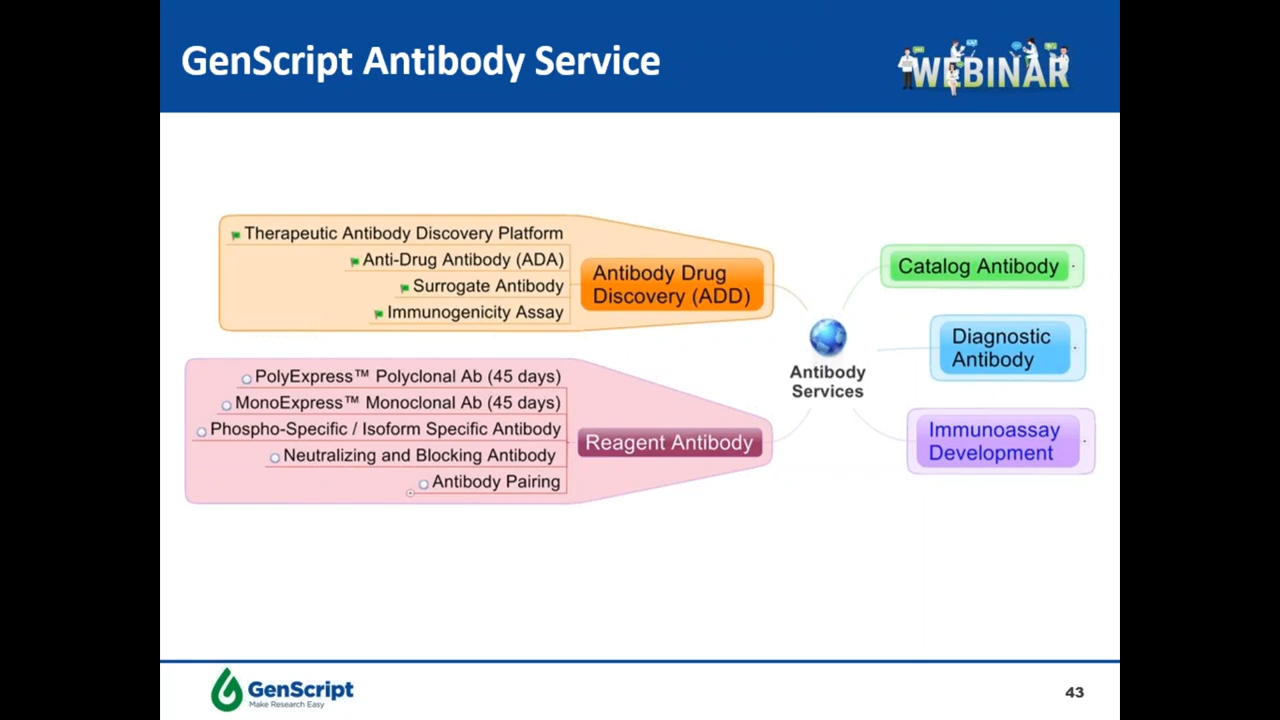 GenScript Antibody Service
WEBINAR
Therapeutic Antibody Discovery Platform
Anti-Drug Antibody (ADA)
Surrogate Antibody
Immunogenicity Assay
Antibody Drug
Discovery (ADD)
PolyExpress™ Polyclonal Ab (45 days)
MonoExpress™ Monoclonal Ab (45 days)
Phospho-Specific / Isoform Specific Antibody
Neutralizing and Blocking Antibody
Antibody Pairing
Reagent Antibody
Antibody
Services
Catalog Antibody
Diagnostic
Antibody
Immunoassay
Development
GenScript
Make Research Easy
43